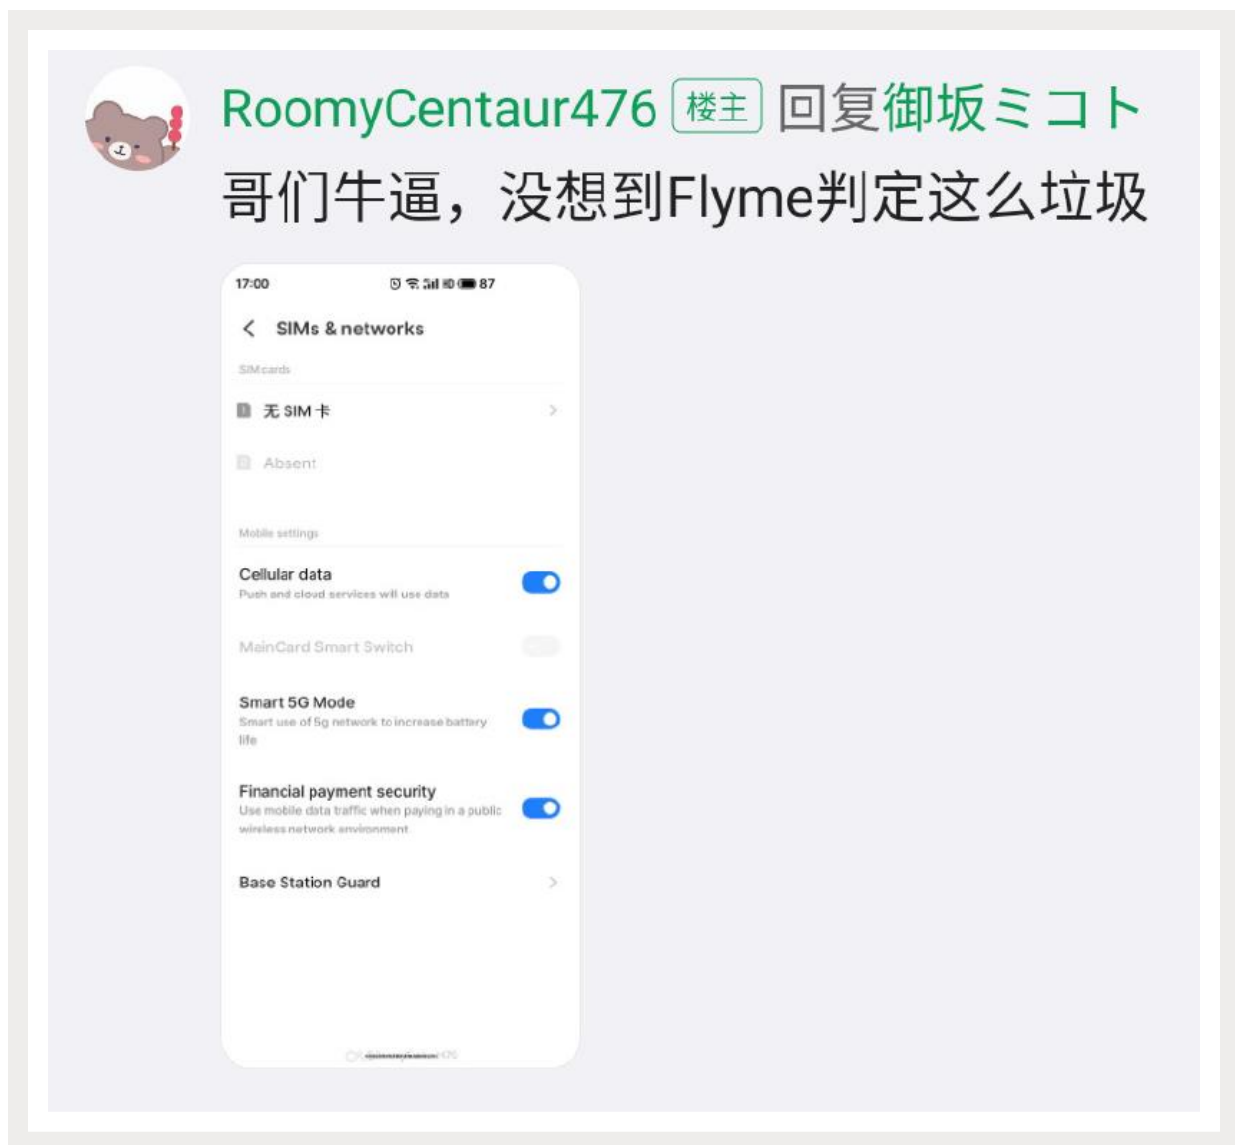 RoomyCentaur476 楼主 回复御坂ミコト
哥们牛逼，没想到Flyme判定这么垃圾
17:00
5G HD 87
SIMs & networks
SIM cards
无 SIM 卡
Absent
Mobile settings
Cellular data
Push and cloud services will use data
MainCard Smart Switch
Smart 5G Mode
Smart use of 5g network to increase battery
life
Financial payment security
Use mobile data traffic when paying in a public
wireless network environment
Base Station Guard